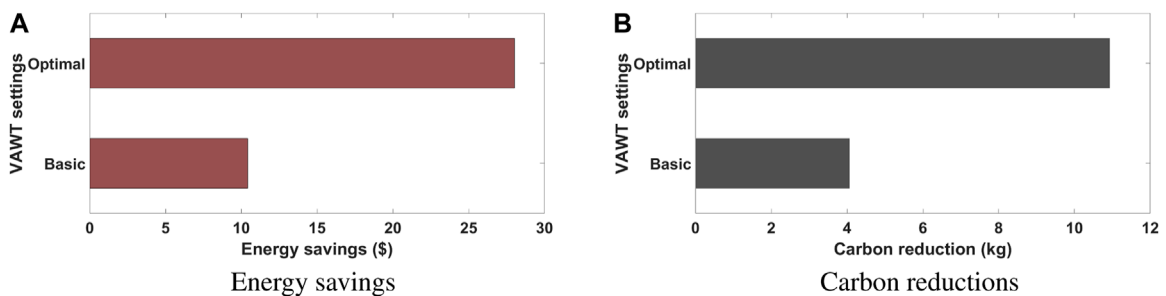 A
VAWT settings
Optimal
Basic
0 5 10 15 20 25 30
Energy savings ($)
Energy savings
B
VAWT settings
Optimal
Basic
0 2 4 6 8 10 12
Carbon reduction (kg)
Carbon reductions